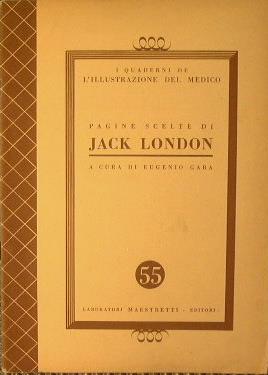 I QUADERNI DE
L'ILLUSTRAZIONE DEL MEDICO
PAGINE SCELTE DI
JACK LONDON
A CURA DI EUGENIO GARA
55
LABORATORI MAESTRETTI - EDITORI -